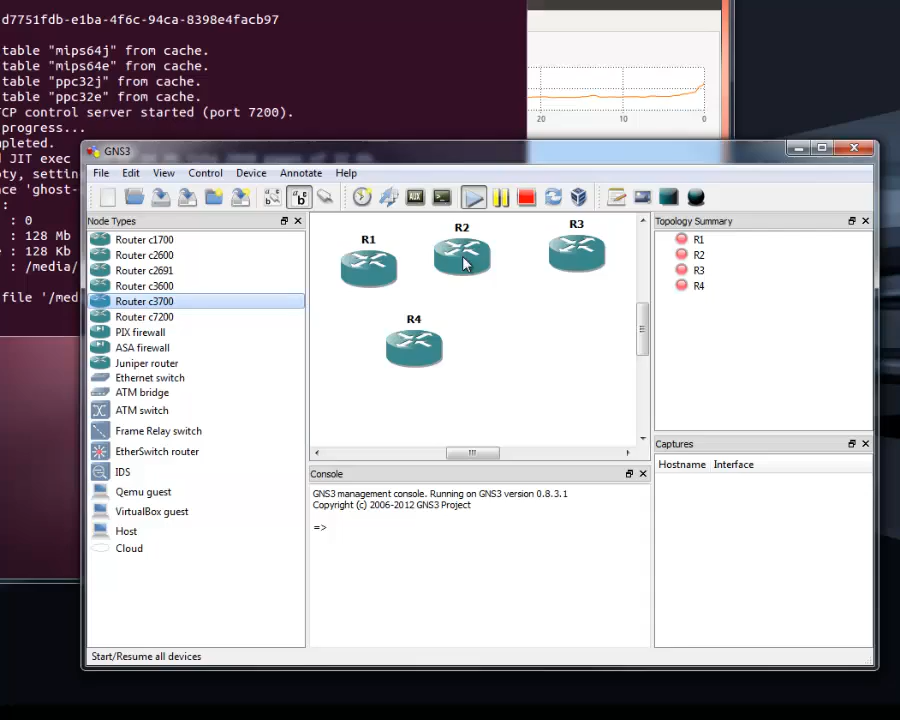 d7751fdb-e1ba-4f6c-94ca-8398e4facb97
table "mips64j" from cache.
table "mips64e" from cache.
table "ppc32j" from cache.
table "ppc32e" from cache.
TCP control server started (port 7200).
progress...
mpleted.
JIT exec
ty, settin
ce 'ghost-
:
: 0
: 128 Mb
: 128 Kb
: /media/
file '/med
20 10 0
GNS3
File Edit View Control Device Annotate Help
Node Types
Router c1700
Router c2600
Router c2691
Router c3600
Router c3700
Router c7200
PIX firewall
ASA firewall
Juniper router
Ethernet switch
ATM bridge
ATM switch
Frame Relay switch
EtherSwitch router
IDS
Qemu guest
VirtualBox guest
Host
Cloud
R1
R2
R3
R4
Topology Summary
R1
R2
R3
R4
Captures
Hostname Interface
Console
GNS3 management console. Running on GNS3 version 0.8.3.1
Copyright (c) 2006-2012 GNS3 Project
=>
Start/Resume all devices